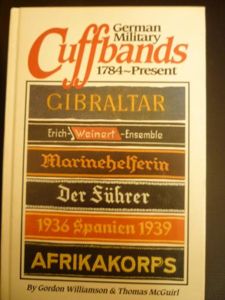 German
Military
Cuffbands
1784-Present
GIBRALTAR
Erich-Weinert-Ensemble
Marinehelferin
Der Führer
1936 Spanien 1939
AFRIKAKORPS
By Gordon Williamson & Thomas McGuirl